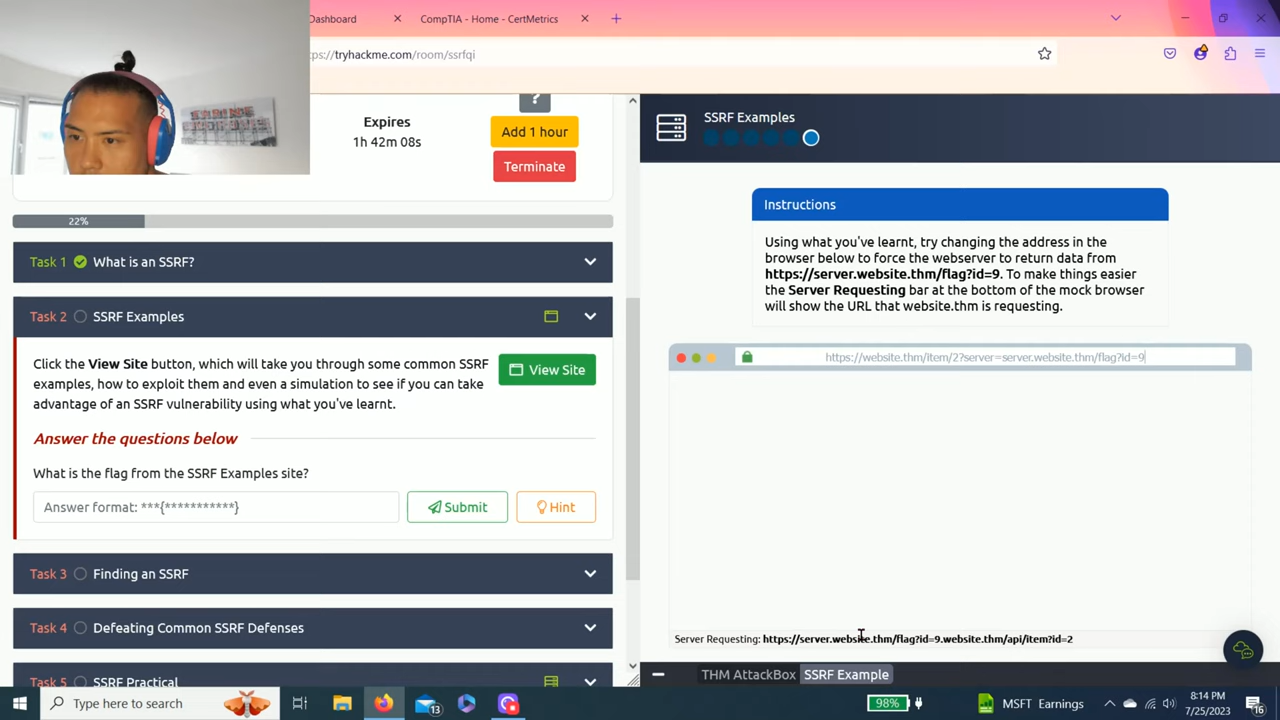 Dashboard
CompTIA - Home - CertMetrics
tryhackme.com/room/ssrfqi
Expires
1h 42m 08s
?
Add 1 hour
Terminate
22%
Task 1 What is an SSRF?
Task 2 SSRF Examples
Click the View Site button, which will take you through some common SSRF
examples, how to exploit them and even a simulation to see if you can take
advantage of an SSRF vulnerability using what you've learnt.
View Site
Answer the questions below
What is the flag from the SSRF Examples site?
Answer format: ***{***********}
Submit
Hint
Task 3 Finding an SSRF
Task 4 Defeating Common SSRF Defenses
Task 5 SSRF Practical
SSRF Examples
Instructions
Using what you've learnt, try changing the address in the
browser below to force the webserver to return data from
https://server.website.thm/flag?id=9. To make things easier
the Server Requesting bar at the bottom of the mock browser
will show the URL that website.thm is requesting.
https://website.thm/item/2?server=server.website.thm/flag?id=9
Server Requesting: https://server.website.thm/flag?id=9.website.thm/api/item?id=2
THM AttackBox
SSRF Example
Type here to search
13
98%
MSFT Earnings
8:14 PM
7/25/2023
16